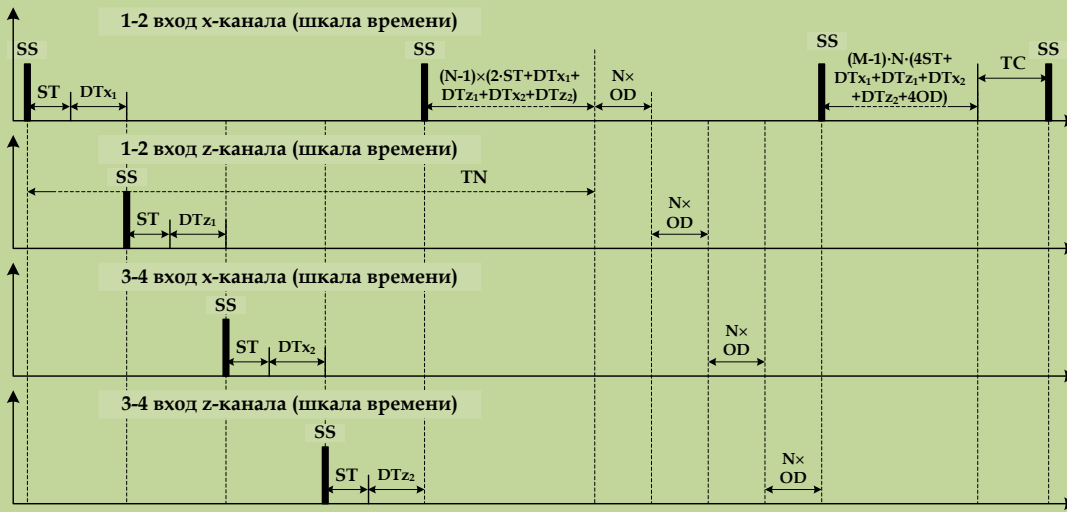 1-2 вход x-канала (шкала времени)
SS
ST
DTx₁
SS
(N-1)×(2·ST+DTx₁+
DTz₁+DTx₂+DTz₂)
N×
OD
SS
(M-1)·N·(4ST+
DTx₁+DTz₁+DTx₂
+DTz₂+4OD)
TC
SS
1-2 вход z-канала (шкала времени)
SS
TN
ST
DTz₁
N×
OD
3-4 вход x-канала (шкала времени)
SS
ST
DTx₂
N×
OD
3-4 вход z-канала (шкала времени)
SS
ST
DTz₂
N×
OD